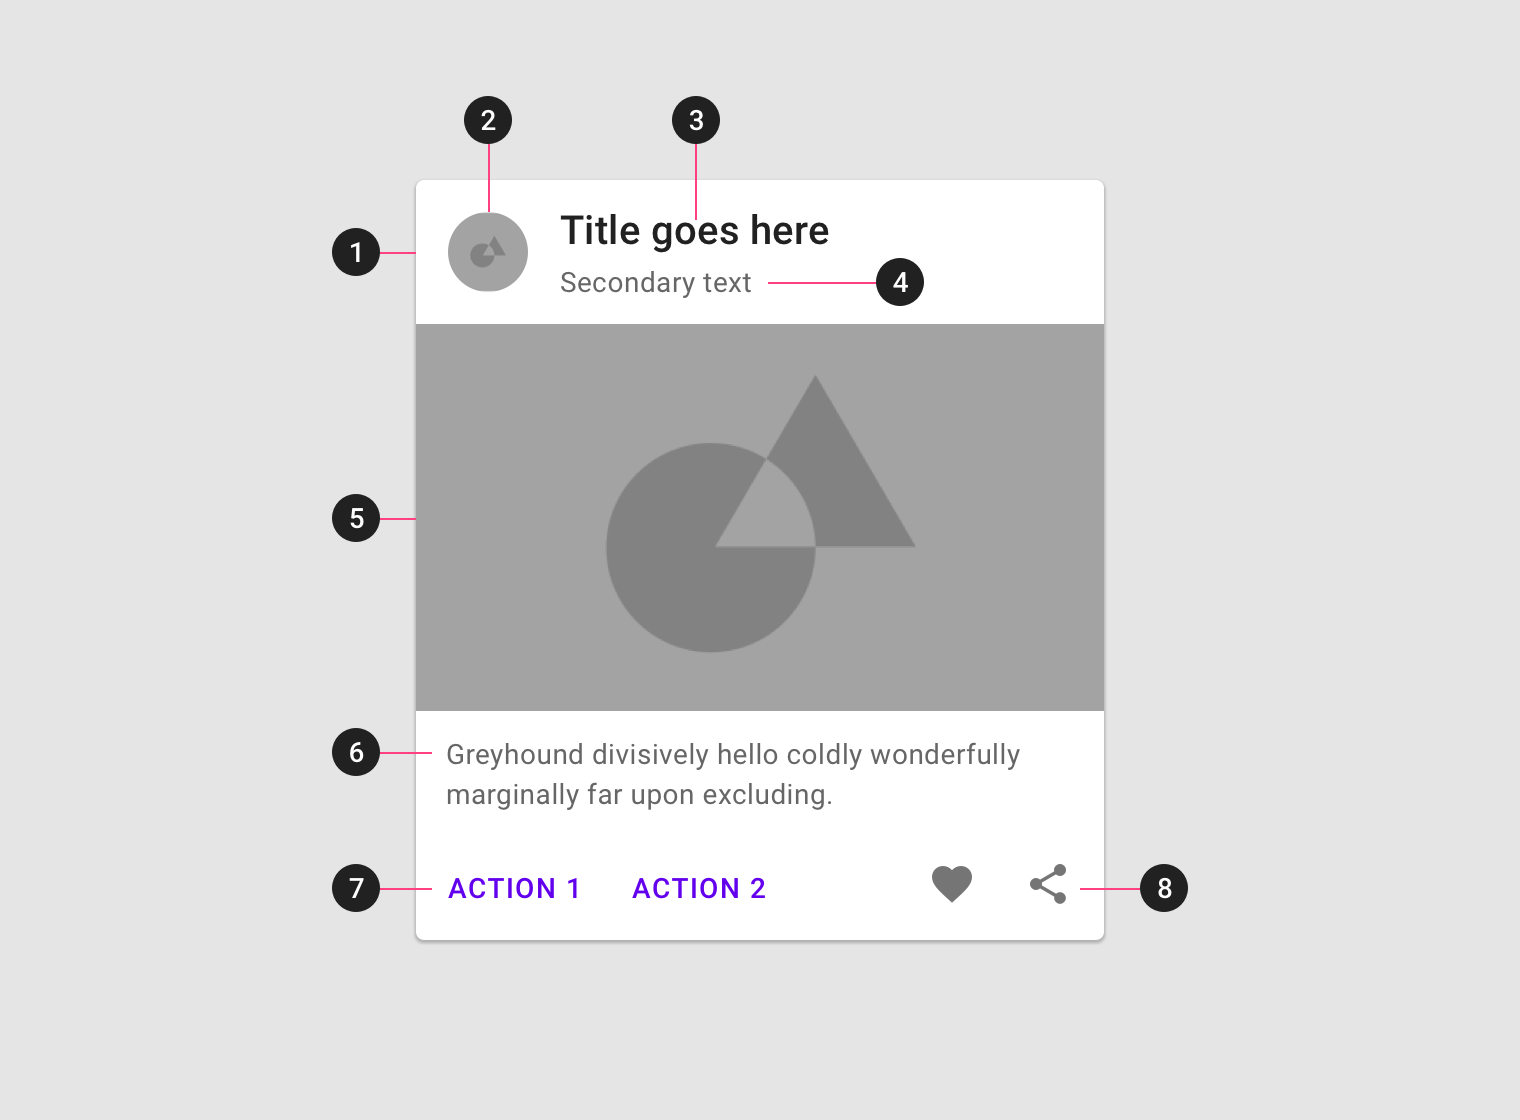 2
3
1
Title goes here
Secondary text
4
5
6
Greyhound divisively hello coldly wonderfully
marginally far upon excluding.
7
ACTION 1 ACTION 2
8